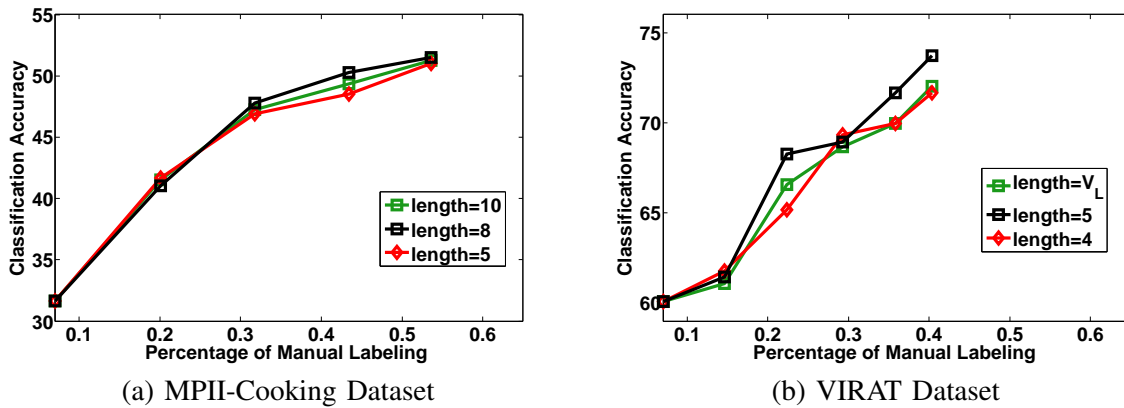 55
50
45
40
35
30
Classification Accuracy
0.1 0.2 0.3 0.4 0.5 0.6
Percentage of Manual Labeling
length=10
length=8
length=5
(a) MPII-Cooking Dataset
75
70
65
60
Classification Accuracy
0.1 0.2 0.3 0.4 0.5 0.6
Percentage of Manual Labeling
length=V_L
length=5
length=4
(b) VIRAT Dataset